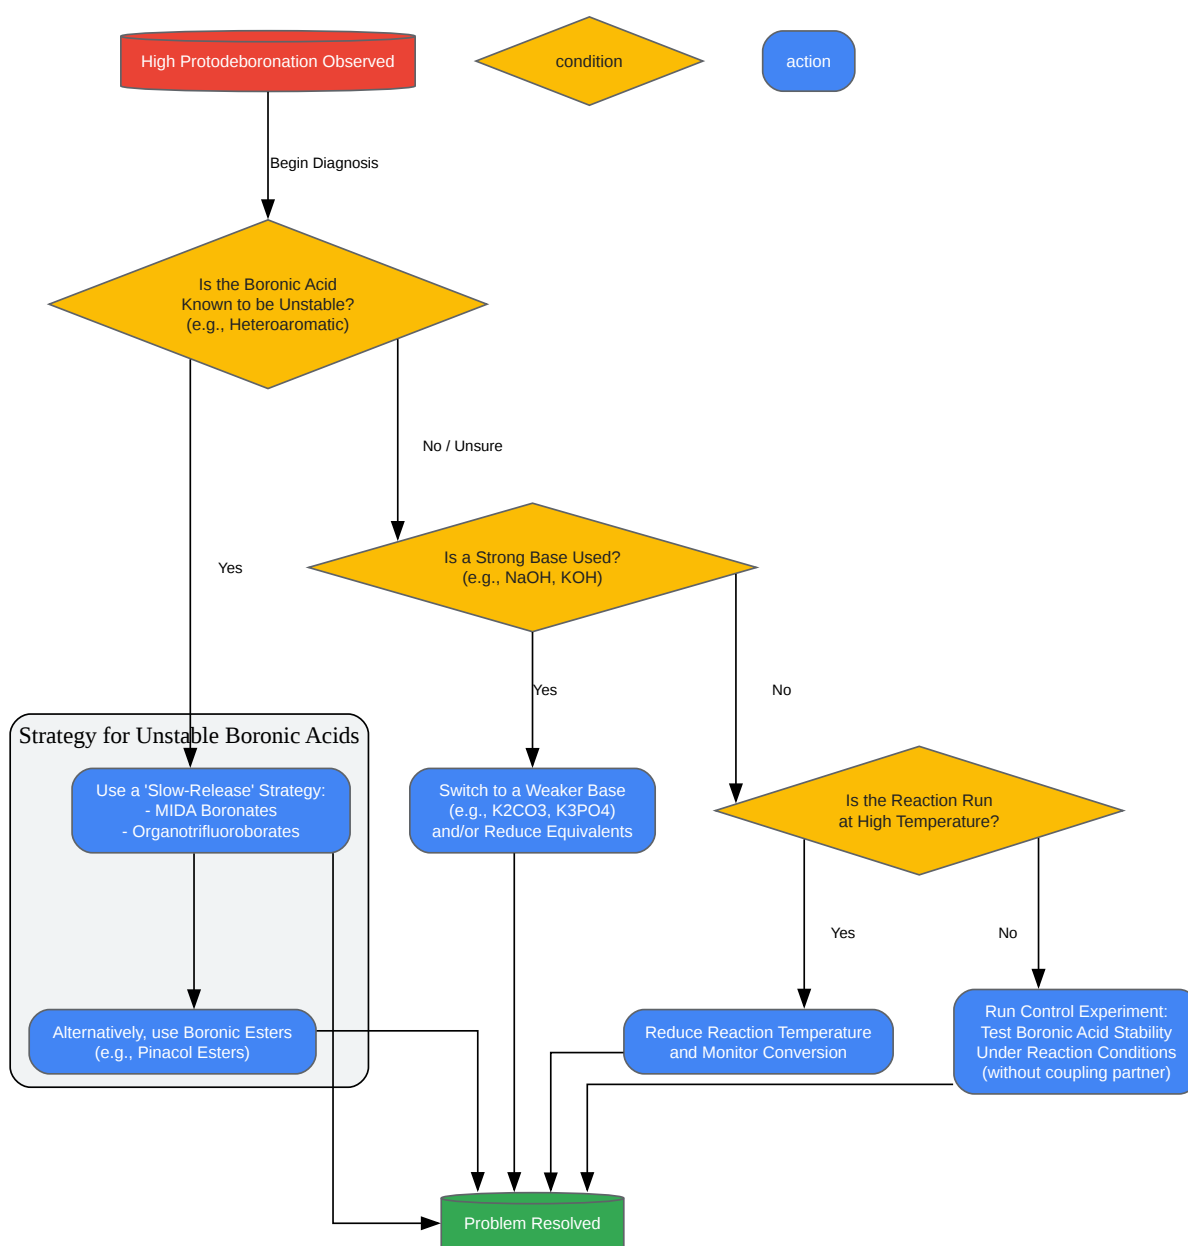 High Protodeboronation Observed
condition
action
Begin Diagnosis
Is the Boronic Acid
Known to be Unstable?
(e.g., Heteroaromatic)
No / Unsure
Is a Strong Base Used?
(e.g., NaOH, KOH)
Yes
Yes
No
Strategy for Unstable Boronic Acids
Use a 'Slow-Release' Strategy:
- MIDA Boronates
- Organotrifluoroborates
Switch to a Weaker Base
(e.g., K2CO3, K3PO4)
and/or Reduce Equivalents
Is the Reaction Run
at High Temperature?
Yes
No
Alternatively, use Boronic Esters
(e.g., Pinacol Esters)
Reduce Reaction Temperature
and Monitor Conversion
Run Control Experiment:
Test Boronic Acid Stability
Under Reaction Conditions
(without coupling partner)
Problem Resolved